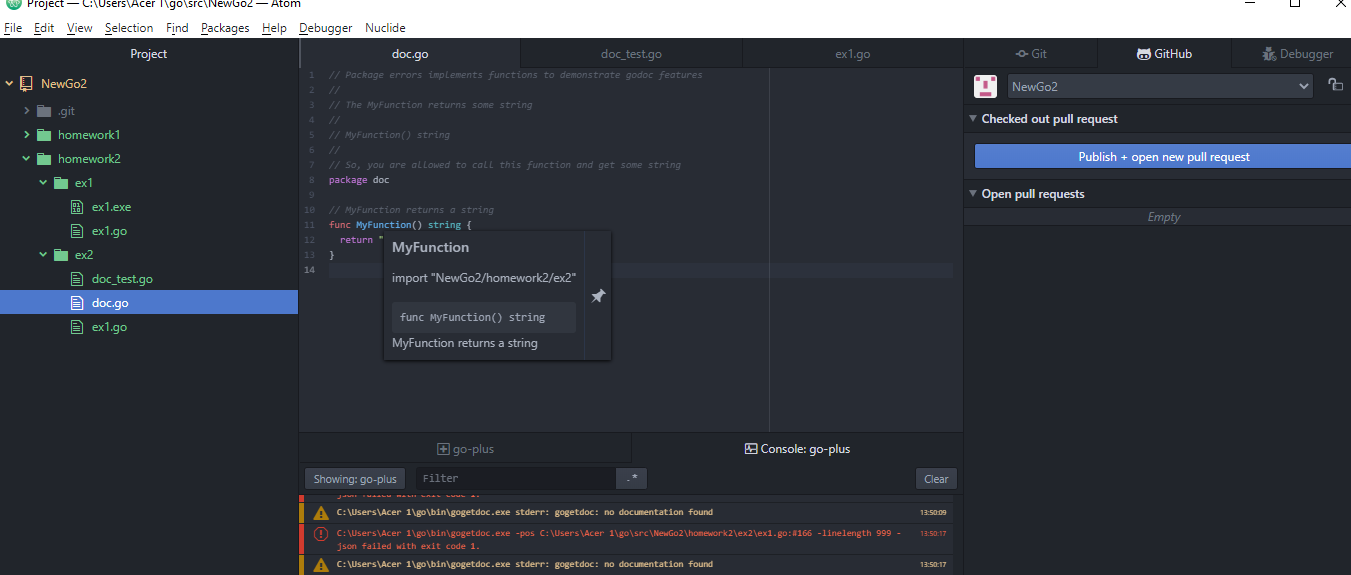 Project — C:\Users\Acer 1\go\src\NewGo2 — Atom
File Edit View Selection Find Packages Help Debugger Nuclide
Project
NewGo2
.git
homework1
homework2
ex1
ex1.exe
ex1.go
ex2
doc_test.go
doc.go
ex1.go
doc.go doc_test.go ex1.go
1 // Package errors implements functions to demonstrate godoc features
2 //
3 // The MyFunction returns some string
4 //
5 // MyFunction() string
6 //
7 // So, you are allowed to call this function and get some string
8 package doc
9
10 // MyFunction returns a string
11 func MyFunction() string {
12 return "
13 }
14
MyFunction
import "NewGo2/homework2/ex2"
func MyFunction() string
MyFunction returns a string
go-plus Console: go-plus
Showing: go-plus Filter .* Clear
json failed with exit code 1.
C:\Users\Acer 1\go\bin\gogetdoc.exe stderr: gogetdoc: no documentation found 13:50:09
C:\Users\Acer 1\go\bin\gogetdoc.exe -pos C:\Users\Acer 1\go\src\NewGo2\homework2\ex2\ex1.go:#166 -linelength 999 - 13:50:17
json failed with exit code 1.
C:\Users\Acer 1\go\bin\gogetdoc.exe stderr: gogetdoc: no documentation found 13:50:17
Git GitHub Debugger
NewGo2
Checked out pull request
Publish + open new pull request
Open pull requests
Empty